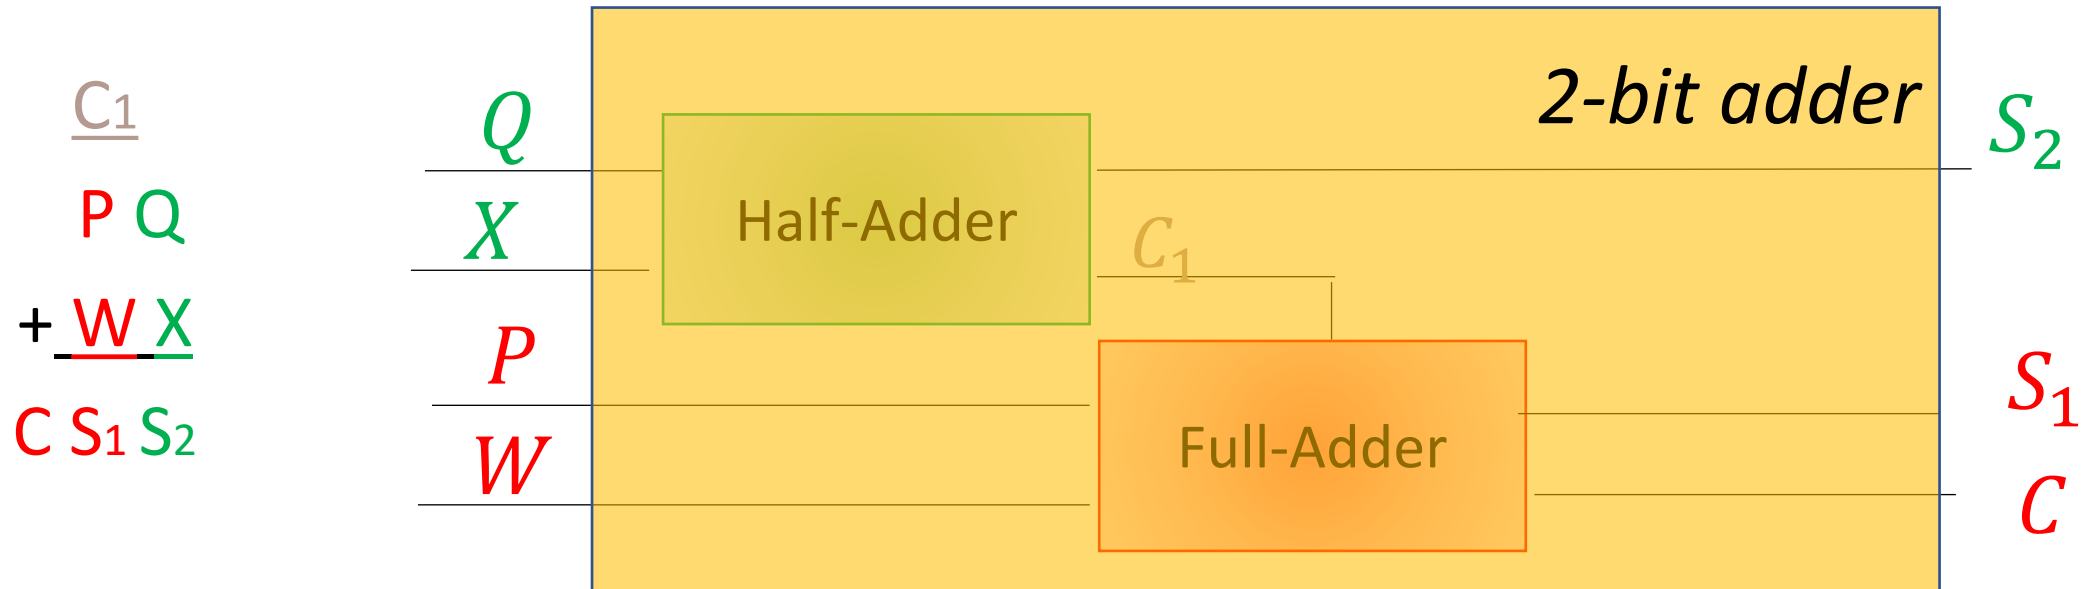 C1
P Q
+ W X
C S1 S2
2-bit adder
Q
X
Half-Adder
C₁
P
W
Full-Adder
S₂
S₁
C